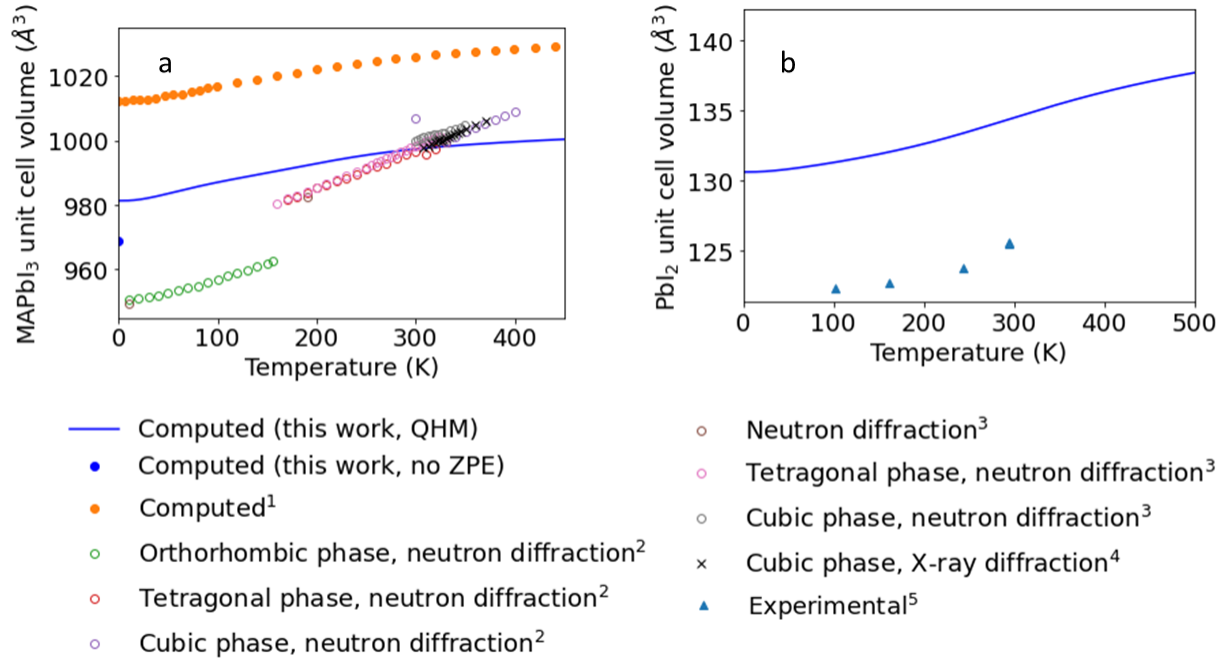 a
MAPbI3 unit cell volume (Å³)
1020
1000
980
960
0
100
200
300
400
Temperature (K)
b
PbI2 unit cell volume (Å³)
140
135
130
125
0
100
200
300
400
500
Temperature (K)
Computed (this work, QHM)
Computed (this work, no ZPE)
Computed¹
Orthorhombic phase, neutron diffraction²
Tetragonal phase, neutron diffraction²
Cubic phase, neutron diffraction²
Neutron diffraction³
Tetragonal phase, neutron diffraction³
Cubic phase, neutron diffraction³
Cubic phase, X-ray diffraction⁴
Experimental⁵